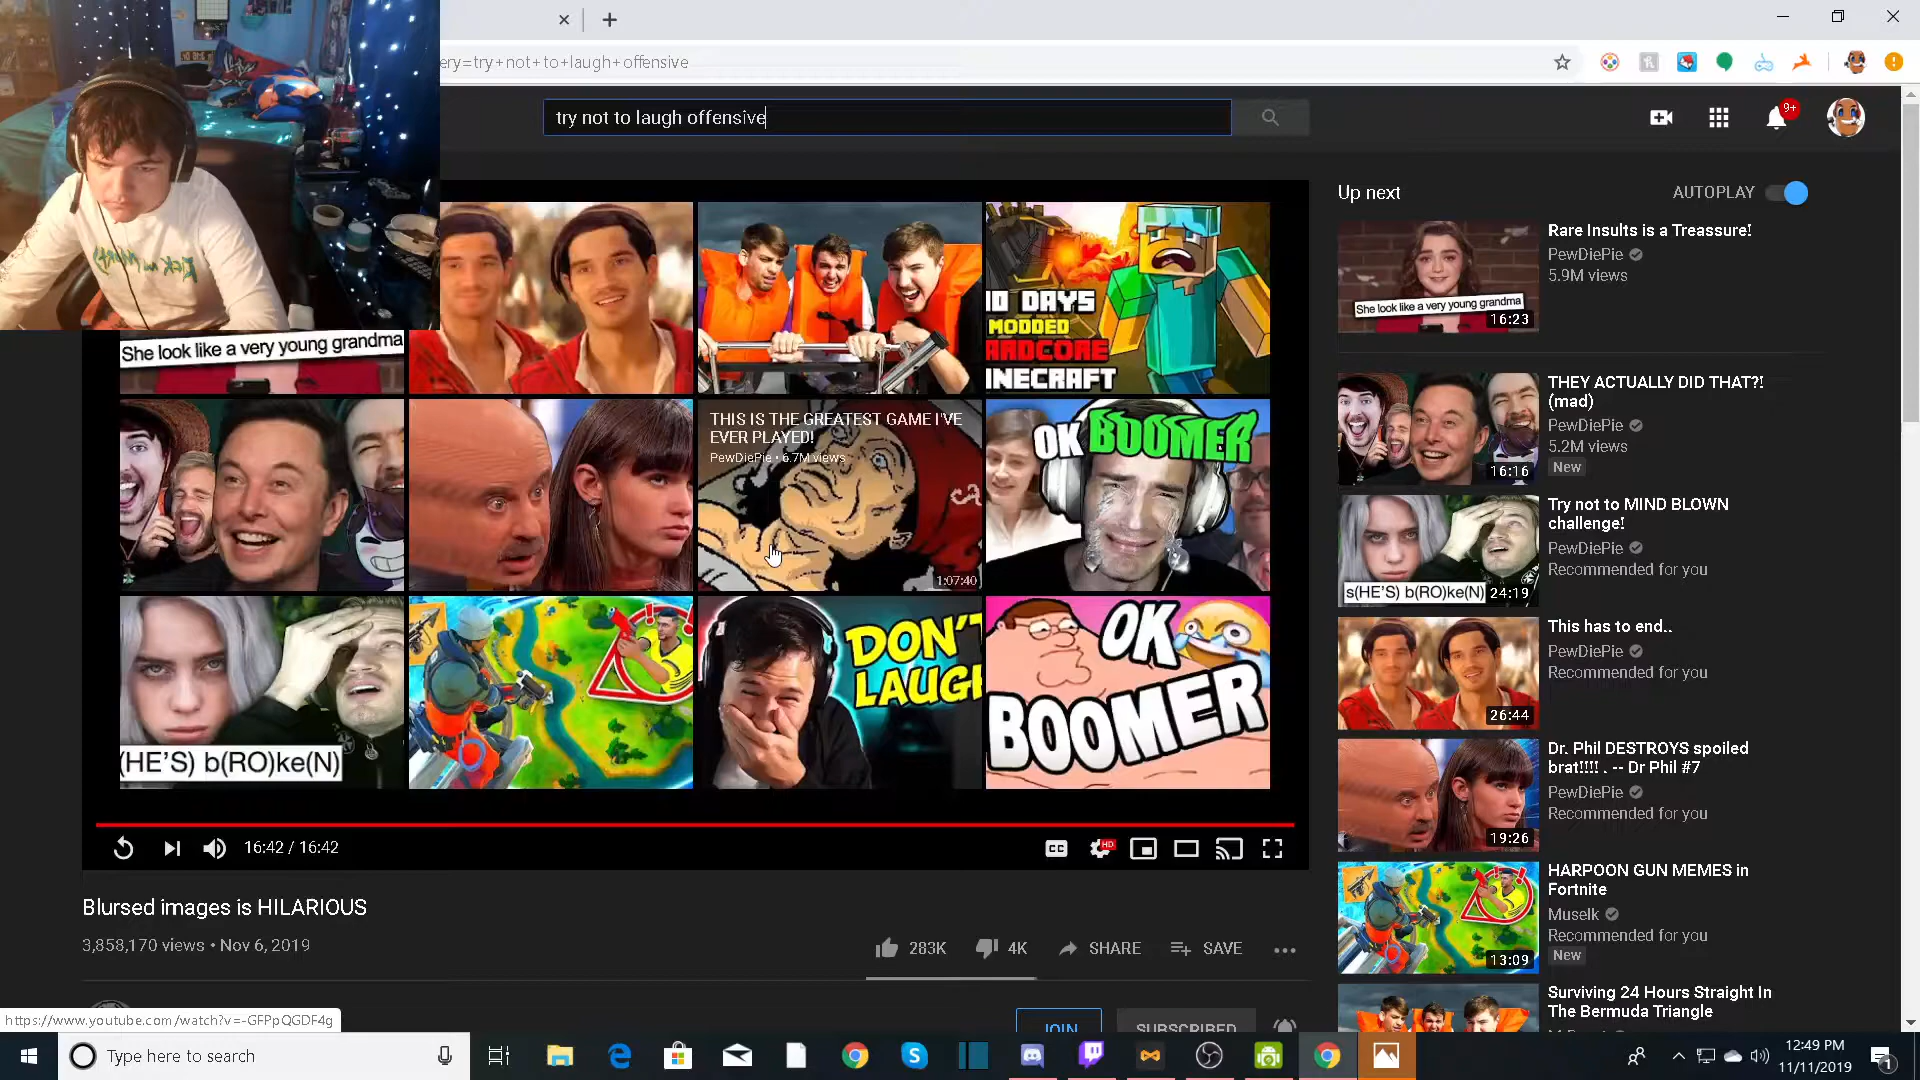 ery=try+not+to+laugh+offensive
try not to laugh offensive
9+
Up next
AUTOPLAY
She look like a very young grandma
16:23
Rare Insults is a Treassure!
PewDiePie
5.9M views
She look like a very young grandma
DAYS
MODDED
ARDCORE
INECRAFT
THIS IS THE GREATEST GAME I'VE
EVER PLAYED!
PewDiePie • 6.7M views
1:07:40
OK BOOMER
16:16
THEY ACTUALLY DID THAT?!
(mad)
PewDiePie
5.2M views
New
s(HE'S) b(RO)ke(N)
24:19
Try not to MIND BLOWN
challenge!
PewDiePie
Recommended for you
(HE'S) b(RO)ke(N)
DON'T
LAUGH
OK
BOOMER
26:44
This has to end..
PewDiePie
Recommended for you
19:26
Dr. Phil DESTROYS spoiled
brat!!!! . -- Dr Phil #7
PewDiePie
Recommended for you
16:42 / 16:42
CC
HD
13:09
HARPOON GUN MEMES in
Fortnite
Muselk
Recommended for you
New
Blursed images is HILARIOUS
3,858,170 views • Nov 6, 2019
283K
4K
SHARE
SAVE
Surviving 24 Hours Straight In
The Bermuda Triangle
JOIN
SUBSCRIBED
https://www.youtube.com/watch?v=-GFPpQGDF4g
Type here to search
12:49 PM
11/11/2019
1